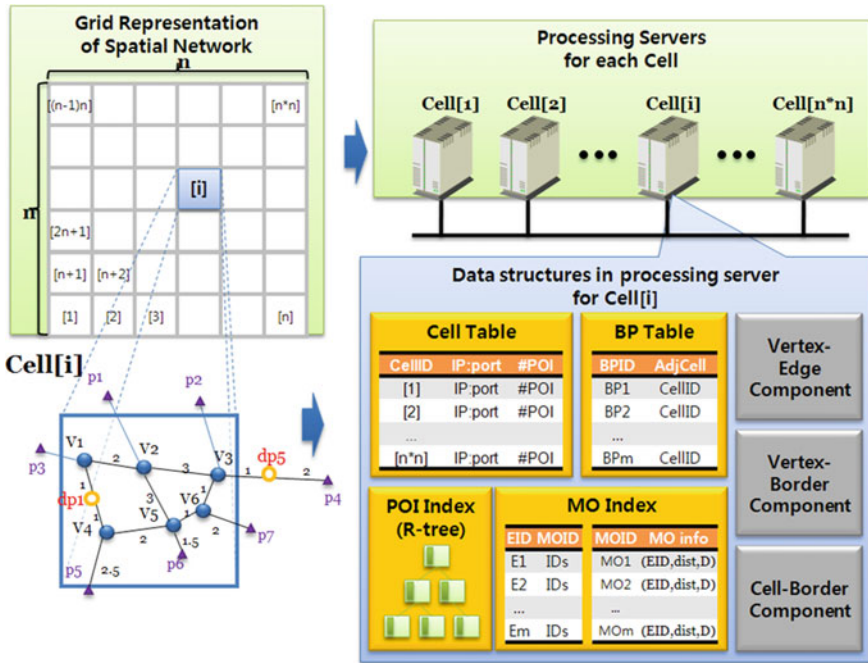 Grid Representation
of Spatial Network
n
n
[(n-1)n]
[n*n]
[i]
[2n+1]
[n+1]
[n+2]
[1]
[2]
[3]
[n]
Processing Servers
for each Cell
Cell[1]
Cell[2]
Cell[i]
Cell[n*n]
Cell[i]
p1
p2
p3
V1
2
V2
3
V3
1
dp5
2
p4
1
dp1
1
3
V6
1
V4
V5
1
2
2
p7
1.5
p6
p5
2.5
Data structures in processing server
for Cell[i]
Cell Table
CellID IP:port #POI
[1] IP:port #POI
[2] IP:port #POI
...
[n*n] IP:port #POI
BP Table
BPID AdjCell
BP1 CellID
BP2 CellID
...
BPm CellID
Vertex-
Edge
Component
Vertex-
Border
Component
Cell-Border
Component
POI Index
(R-tree)
MO Index
EID MOID
E1 IDs
E2 IDs
...
Em IDs
MOID MO info
MO1 (EID,dist,D)
MO2 (EID,dist,D)
...
MOm (EID,dist,D)